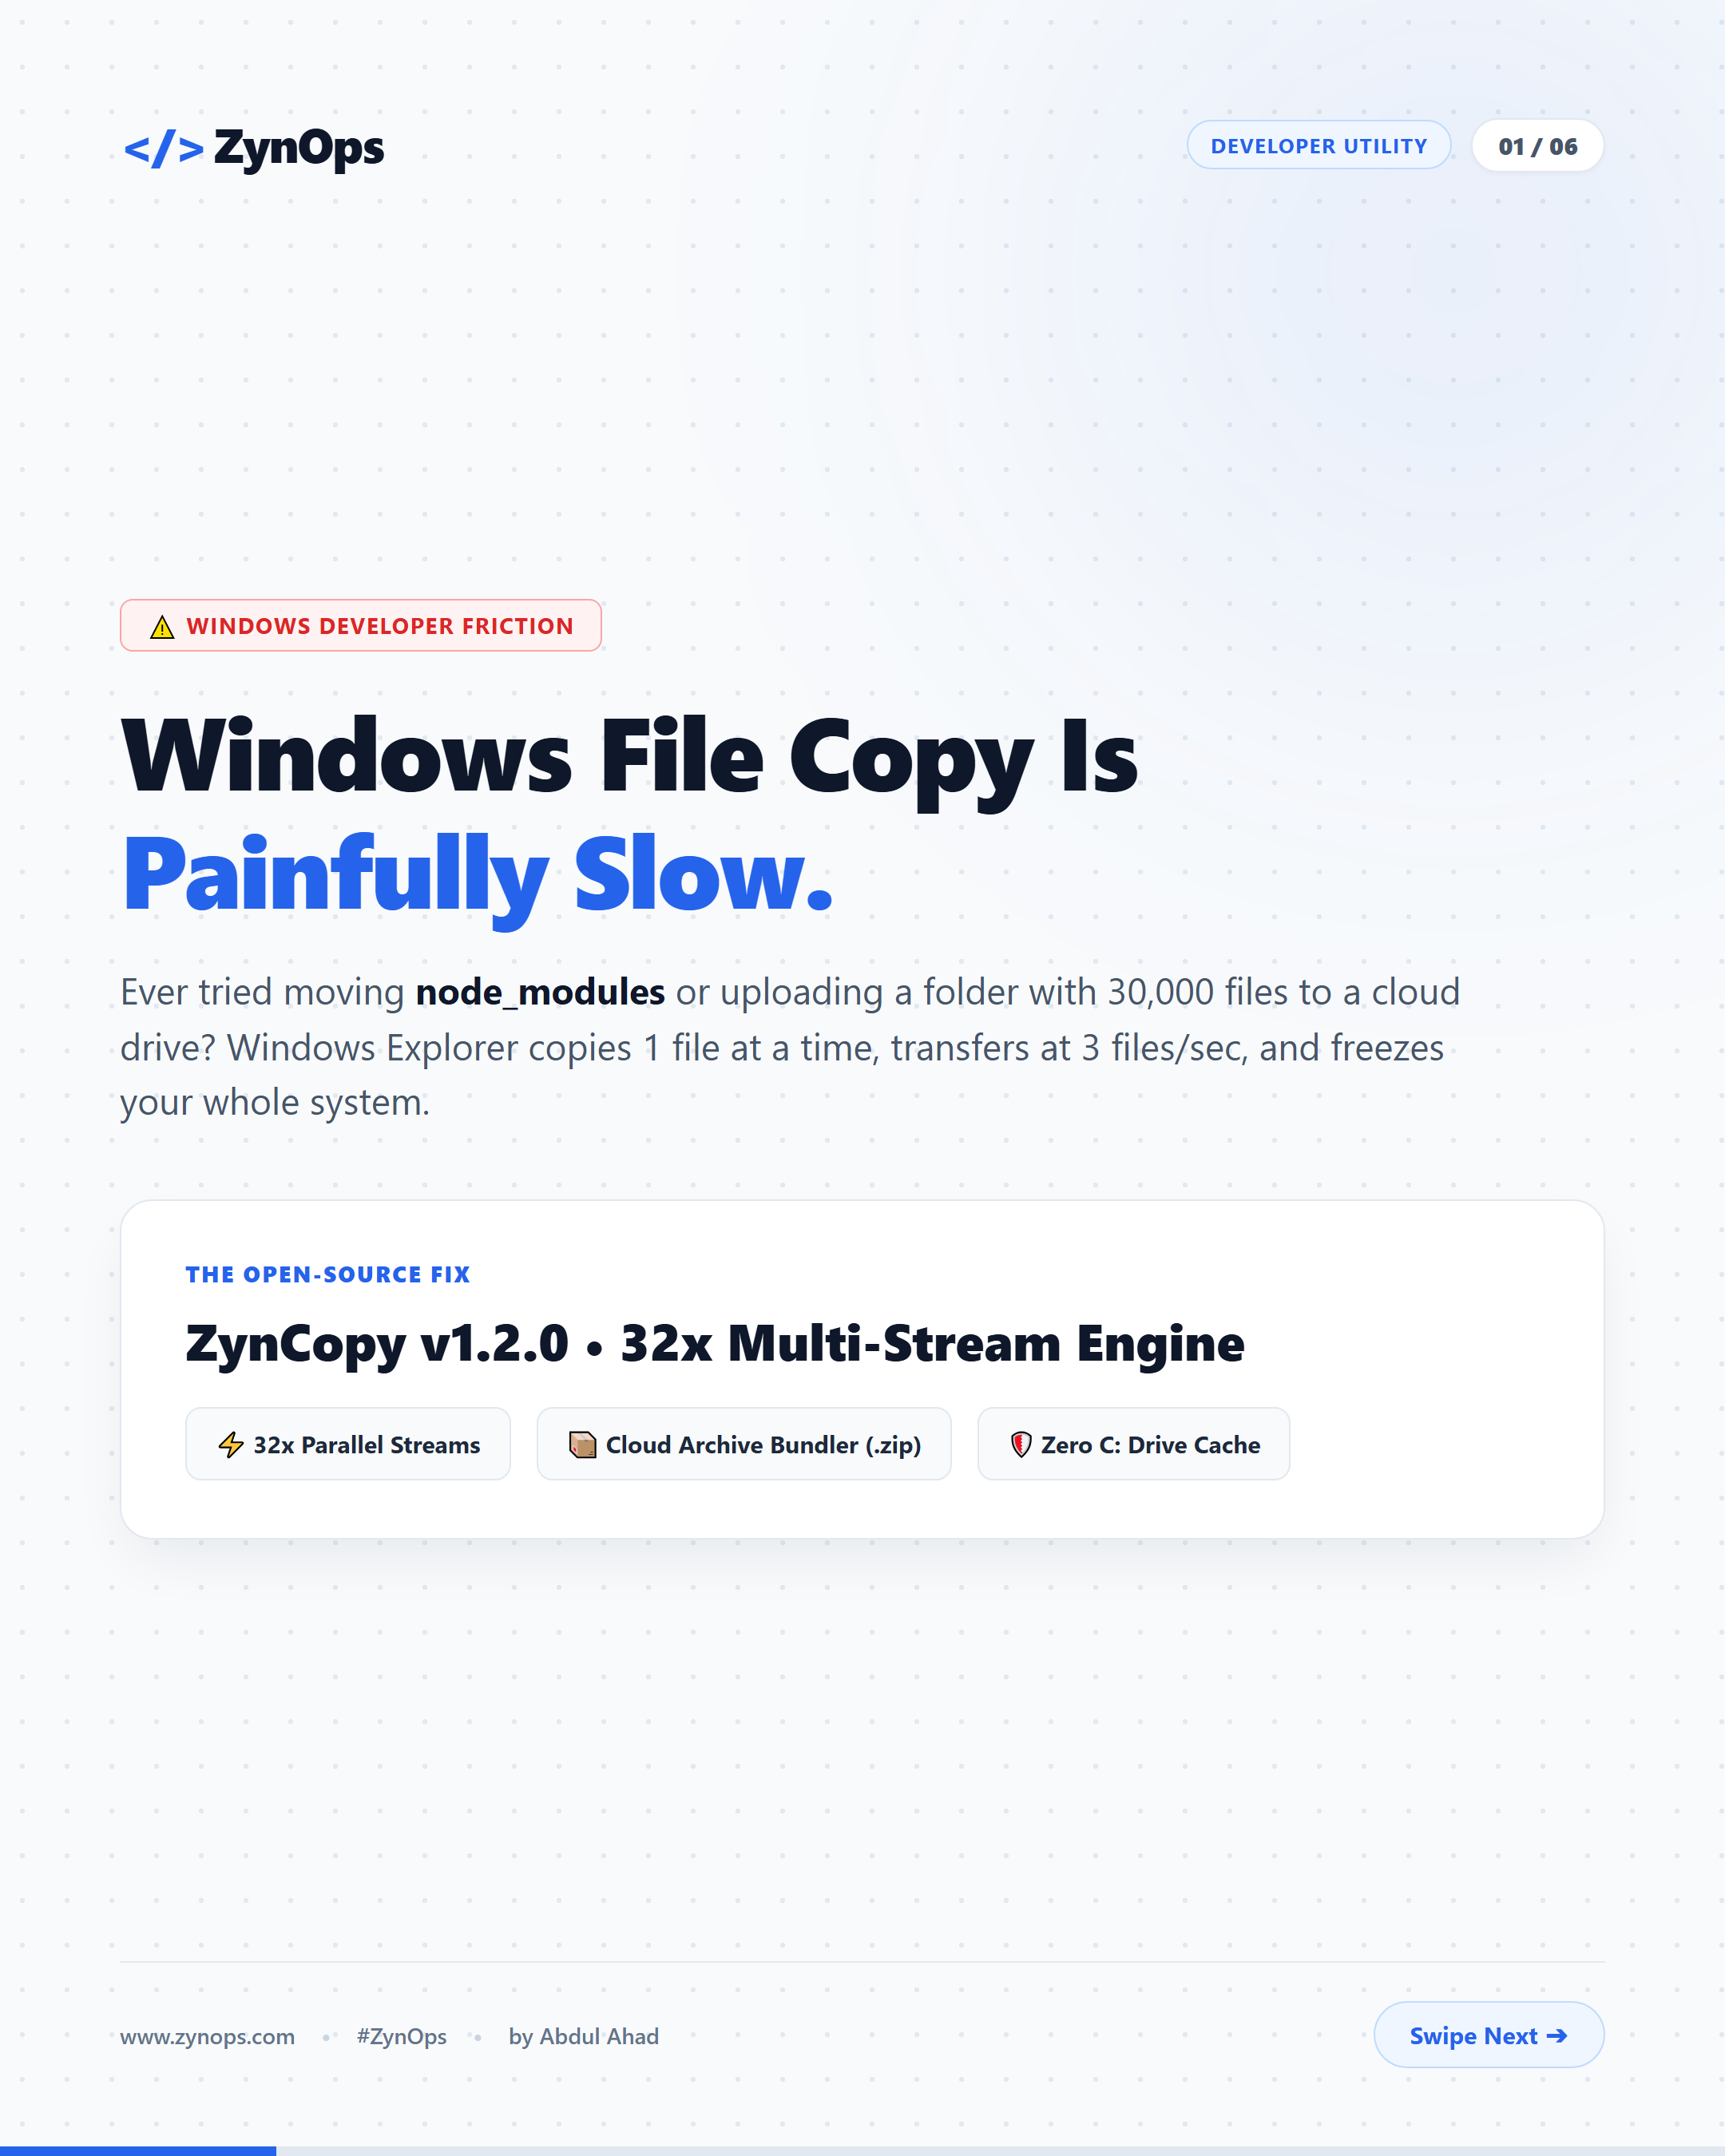 </> ZynOps
DEVELOPER UTILITY
01 / 06
⚠ WINDOWS DEVELOPER FRICTION
Windows File Copy Is
Painfully Slow.
Ever tried moving node_modules or uploading a folder with 30,000 files to a cloud
drive? Windows Explorer copies 1 file at a time, transfers at 3 files/sec, and freezes
your whole system.
THE OPEN-SOURCE FIX
ZynCopy v1.2.0 • 32x Multi-Stream Engine
⚡ 32x Parallel Streams
📦 Cloud Archive Bundler (.zip)
🛡 Zero C: Drive Cache
www.zynops.com • #ZynOps • by Abdul Ahad
Swipe Next ➔